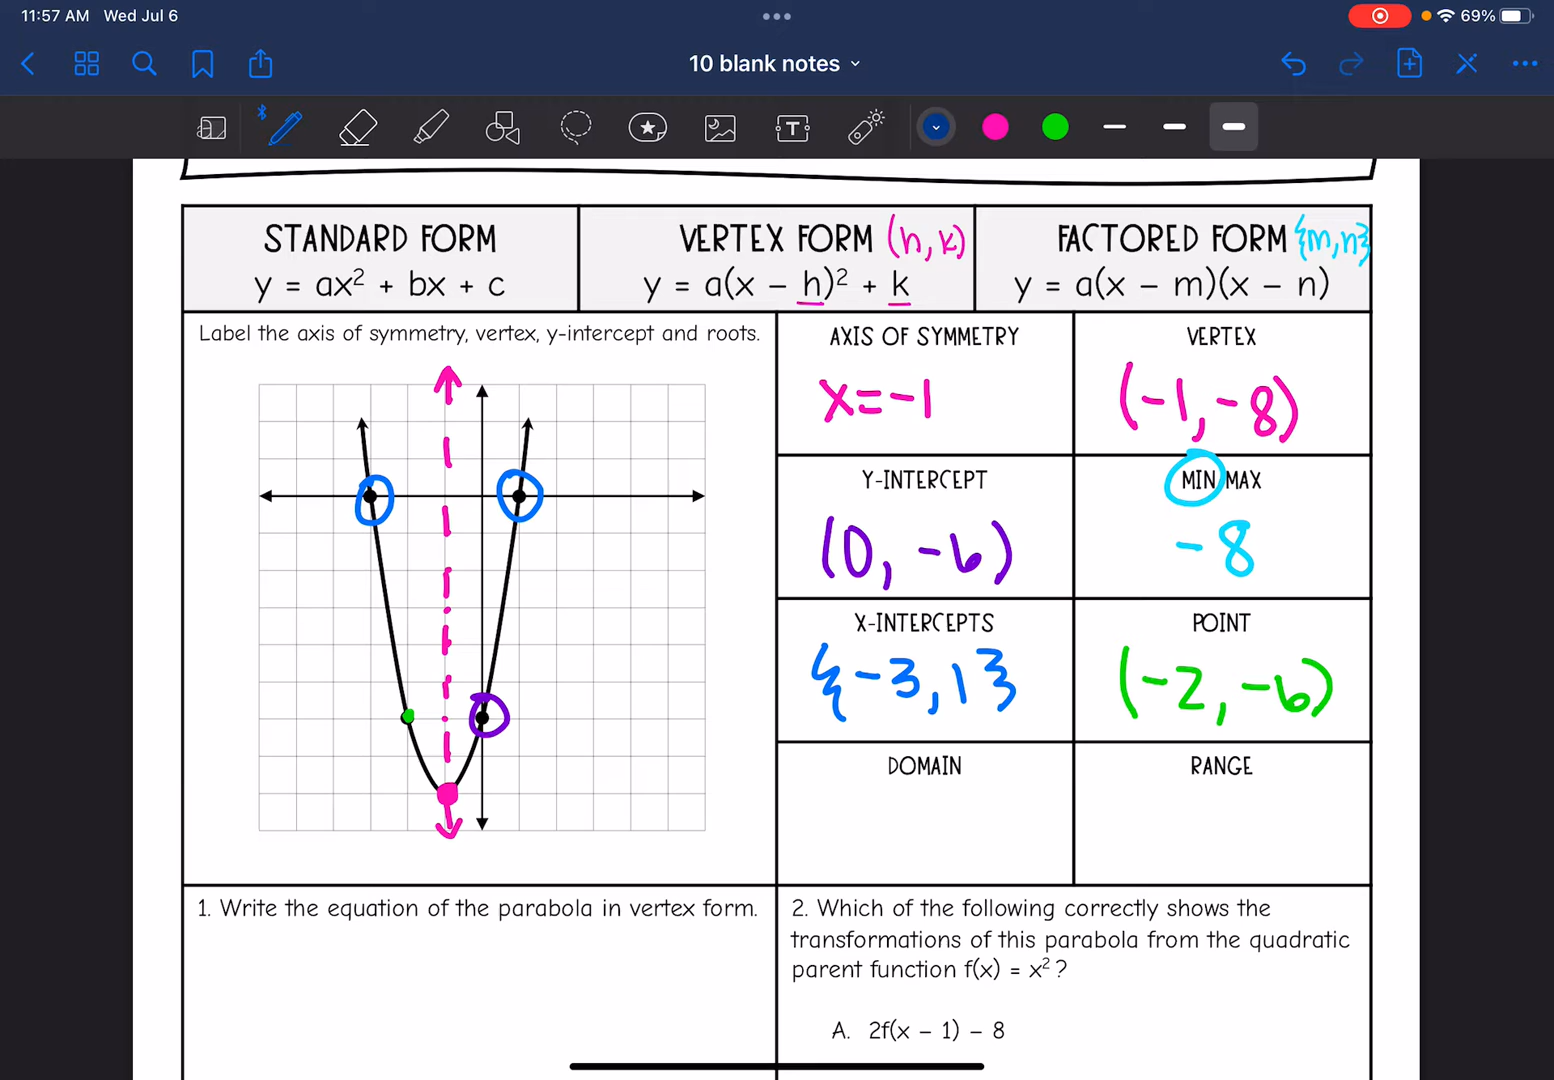 11:57 AM Wed Jul 6
69%
10 blank notes
STANDARD FORM
y = ax² + bx + c
VERTEX FORM (h, k)
y = a(x – h)² + k
FACTORED FORM {m,n}
y = a(x – m)(x – n)
Label the axis of symmetry, vertex, y-intercept and roots.
AXIS OF SYMMETRY
x = -1
VERTEX
(-1, -8)
Y-INTERCEPT
(0, -6)
MIN/MAX
-8
X-INTERCEPTS
{-3, 1}
POINT
(-2, -6)
DOMAIN
RANGE
1. Write the equation of the parabola in vertex form.
2. Which of the following correctly shows the
transformations of this parabola from the quadratic
parent function f(x) = x²?
A. 2f(x – 1) – 8